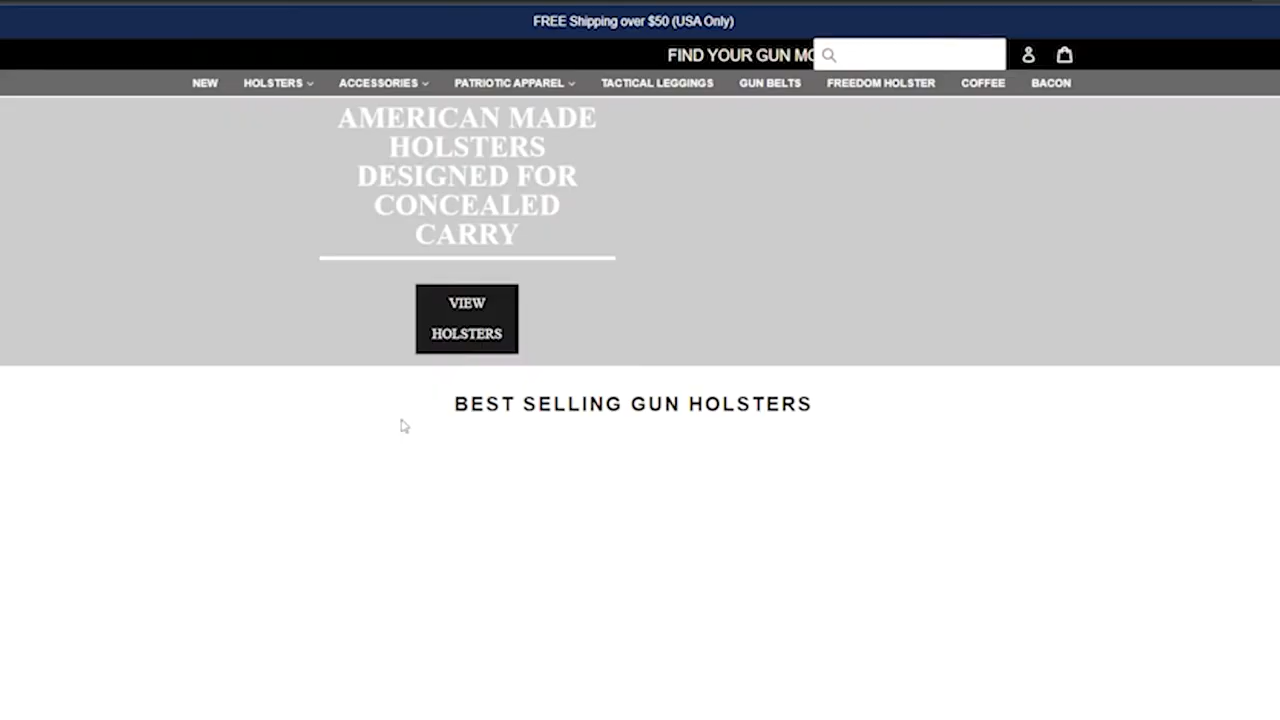 FREE Shipping over $50 (USA Only)
FIND YOUR GUN
NEW HOLSTERS ACCESSORIES PATRIOTIC APPAREL TACTICAL LEGGINGS GUN BELTS FREEDOM HOLSTER COFFEE BACON
AMERICAN MADE
HOLSTERS
DESIGNED FOR
CONCEALED
CARRY
VIEW
HOLSTERS
BEST SELLING GUN HOLSTERS